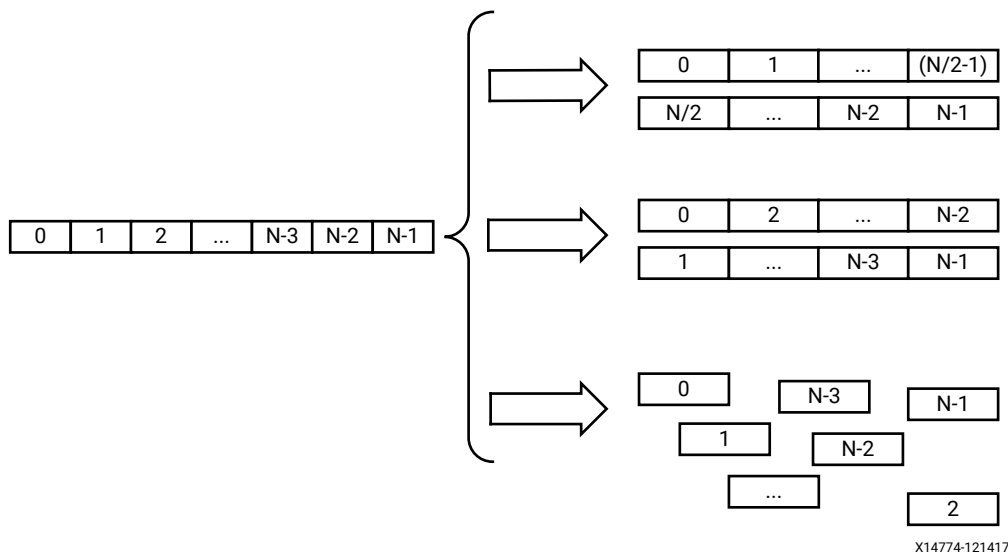 0 1 ... (N/2-1)
N/2 ... N-2 N-1
0 1 2 ... N-3 N-2 N-1
0 2 ... N-2
1 ... N-3 N-1
0 N-3 N-1
1 N-2
...
2
X14774-121417